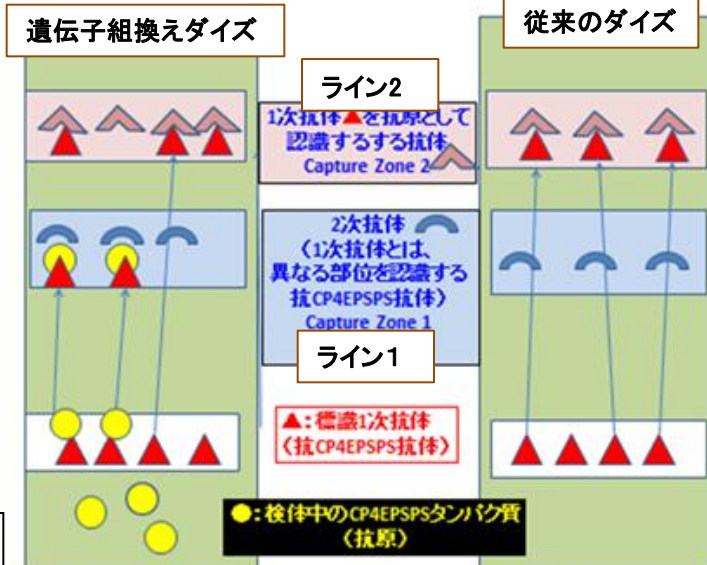 遺伝子組換えダイズ
従来のダイズ
ライン2
1次抗体▲を抗原として
認識するする抗体
Capture Zone 2
2次抗体
(1次抗体とは、
異なる部位を認識する
抗CP4EPSPS抗体)
Capture Zone 1
ライン1
▲:標識1次抗体
(抗CP4EPSPS抗体)
●:検体中のCP4EPSPSタンパク質
(抗原)